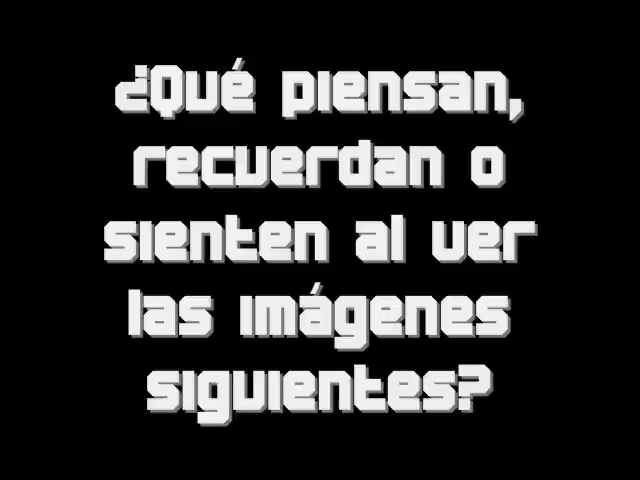 ¿Qué piensan,
recuerdan o
sienten al ver
las imágenes
siguientes?